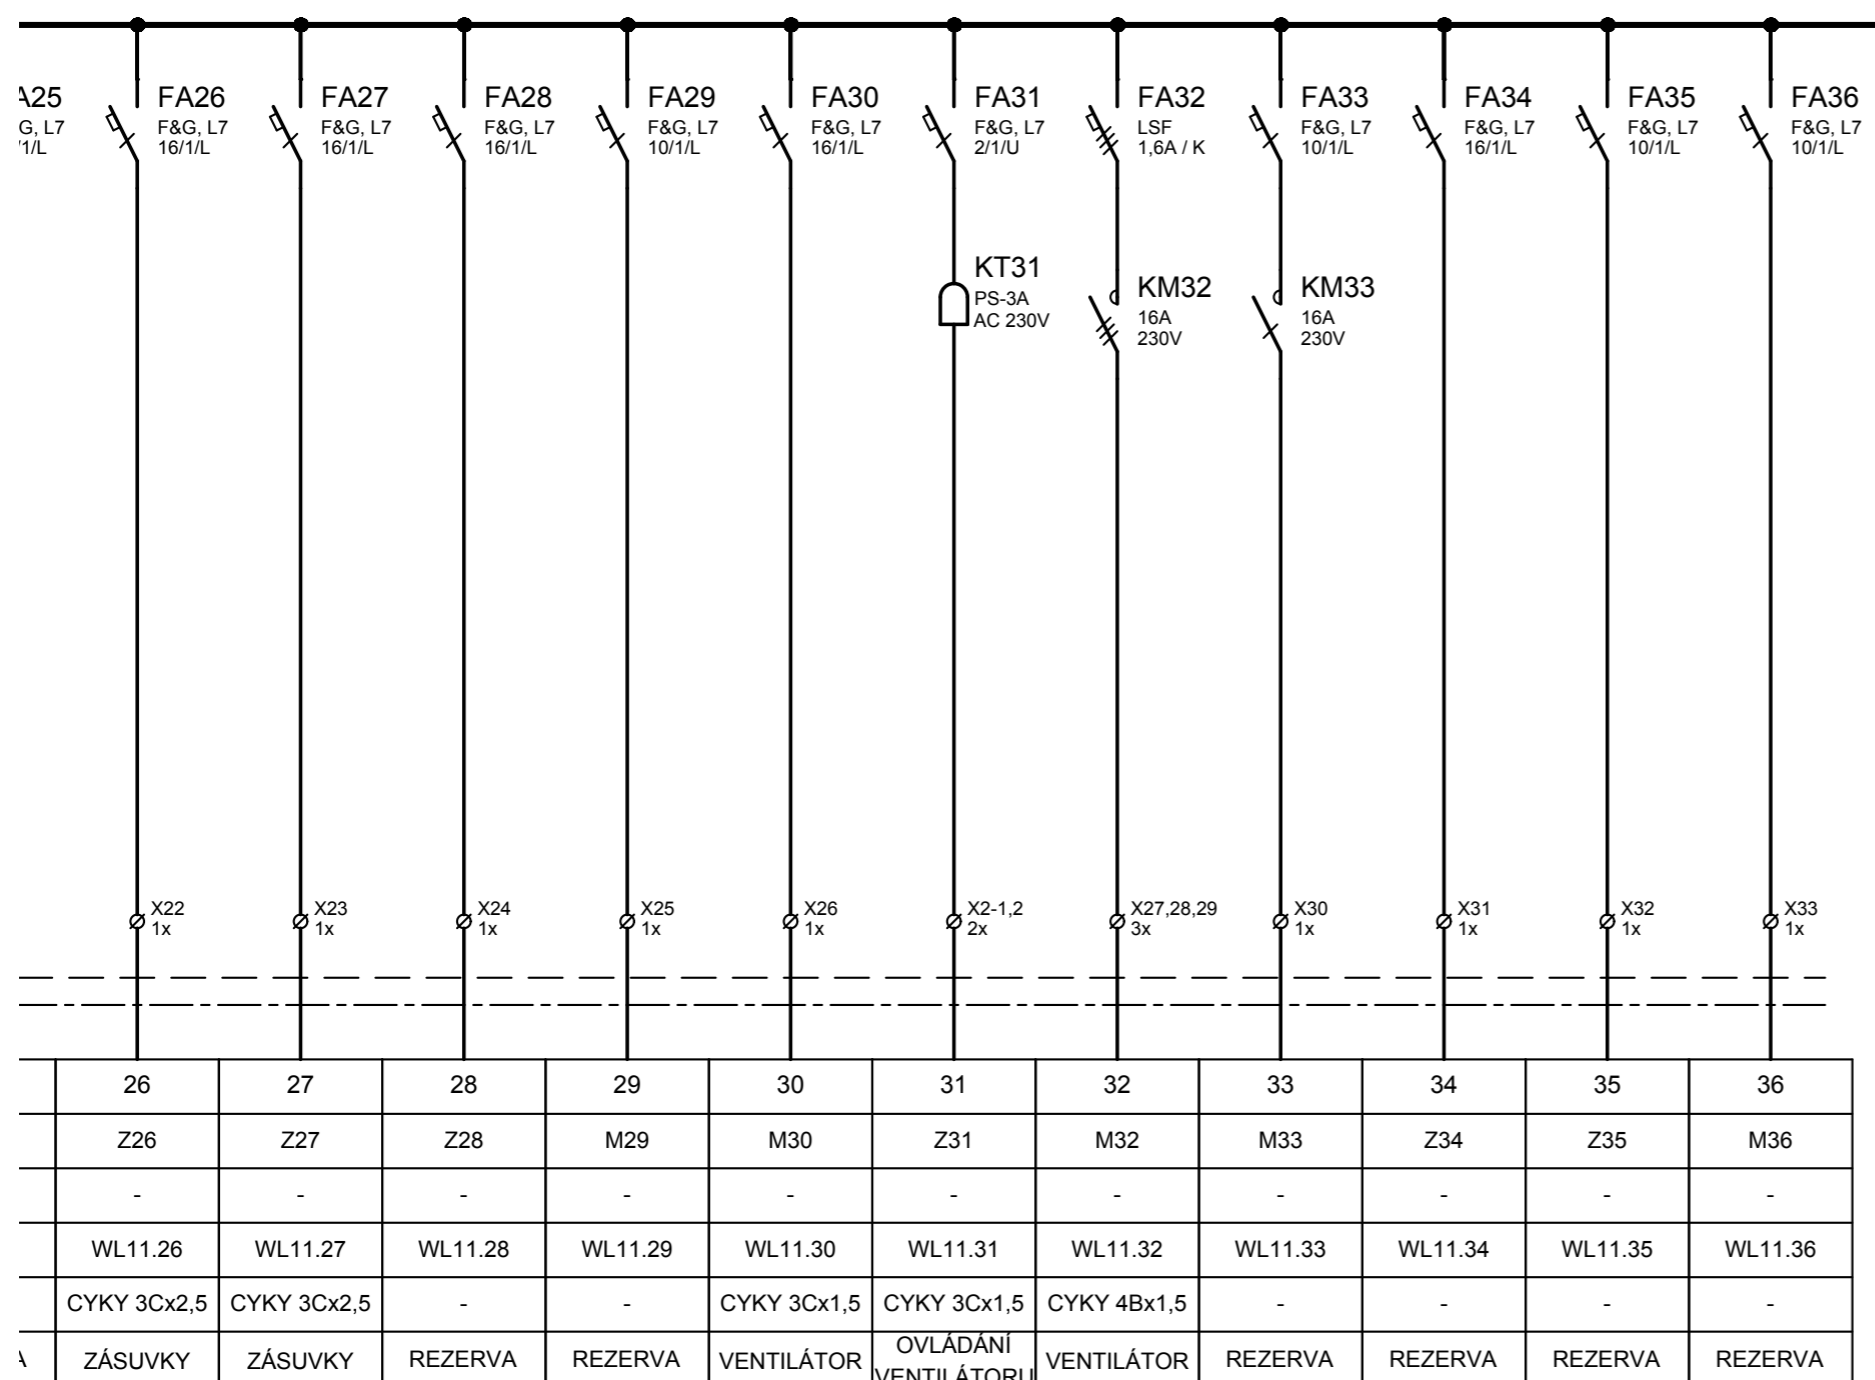 A25 FA26 FA27 FA28 FA29 FA30 FA31 FA32 FA33 FA34 FA35 FA36
G, L7 F&G, L7 F&G, L7 F&G, L7 F&G, L7 F&G, L7 F&G, L7 LSF F&G, L7 F&G, L7 F&G, L7 F&G, L7
/1/L 16/1/L 16/1/L 16/1/L 10/1/L 16/1/L 2/1/U 1,6A / K 10/1/L 16/1/L 10/1/L 10/1/L
KT31
PS-3A
AC 230V
KM32 KM33
16A 16A
230V 230V
X22 X23 X24 X25 X26 X2-1,2 X27,28,29 X30 X31 X32 X33
1x 1x 1x 1x 1x 2x 3x 1x 1x 1x 1x
26 27 28 29 30 31 32 33 34 35 36
Z26 Z27 Z28 M29 M30 Z31 M32 M33 Z34 Z35 M36
- - - - - - - - - - -
WL11.26 WL11.27 WL11.28 WL11.29 WL11.30 WL11.31 WL11.32 WL11.33 WL11.34 WL11.35 WL11.36
CYKY 3Cx2,5 CYKY 3Cx2,5 - - CYKY 3Cx1,5 CYKY 3Cx1,5 CYKY 4Bx1,5 - - - -
A ZÁSUVKY ZÁSUVKY REZERVA REZERVA VENTILÁTOR OVLÁDÁNÍ VENTILÁTORU VENTILÁTOR REZERVA REZERVA REZERVA REZERVA